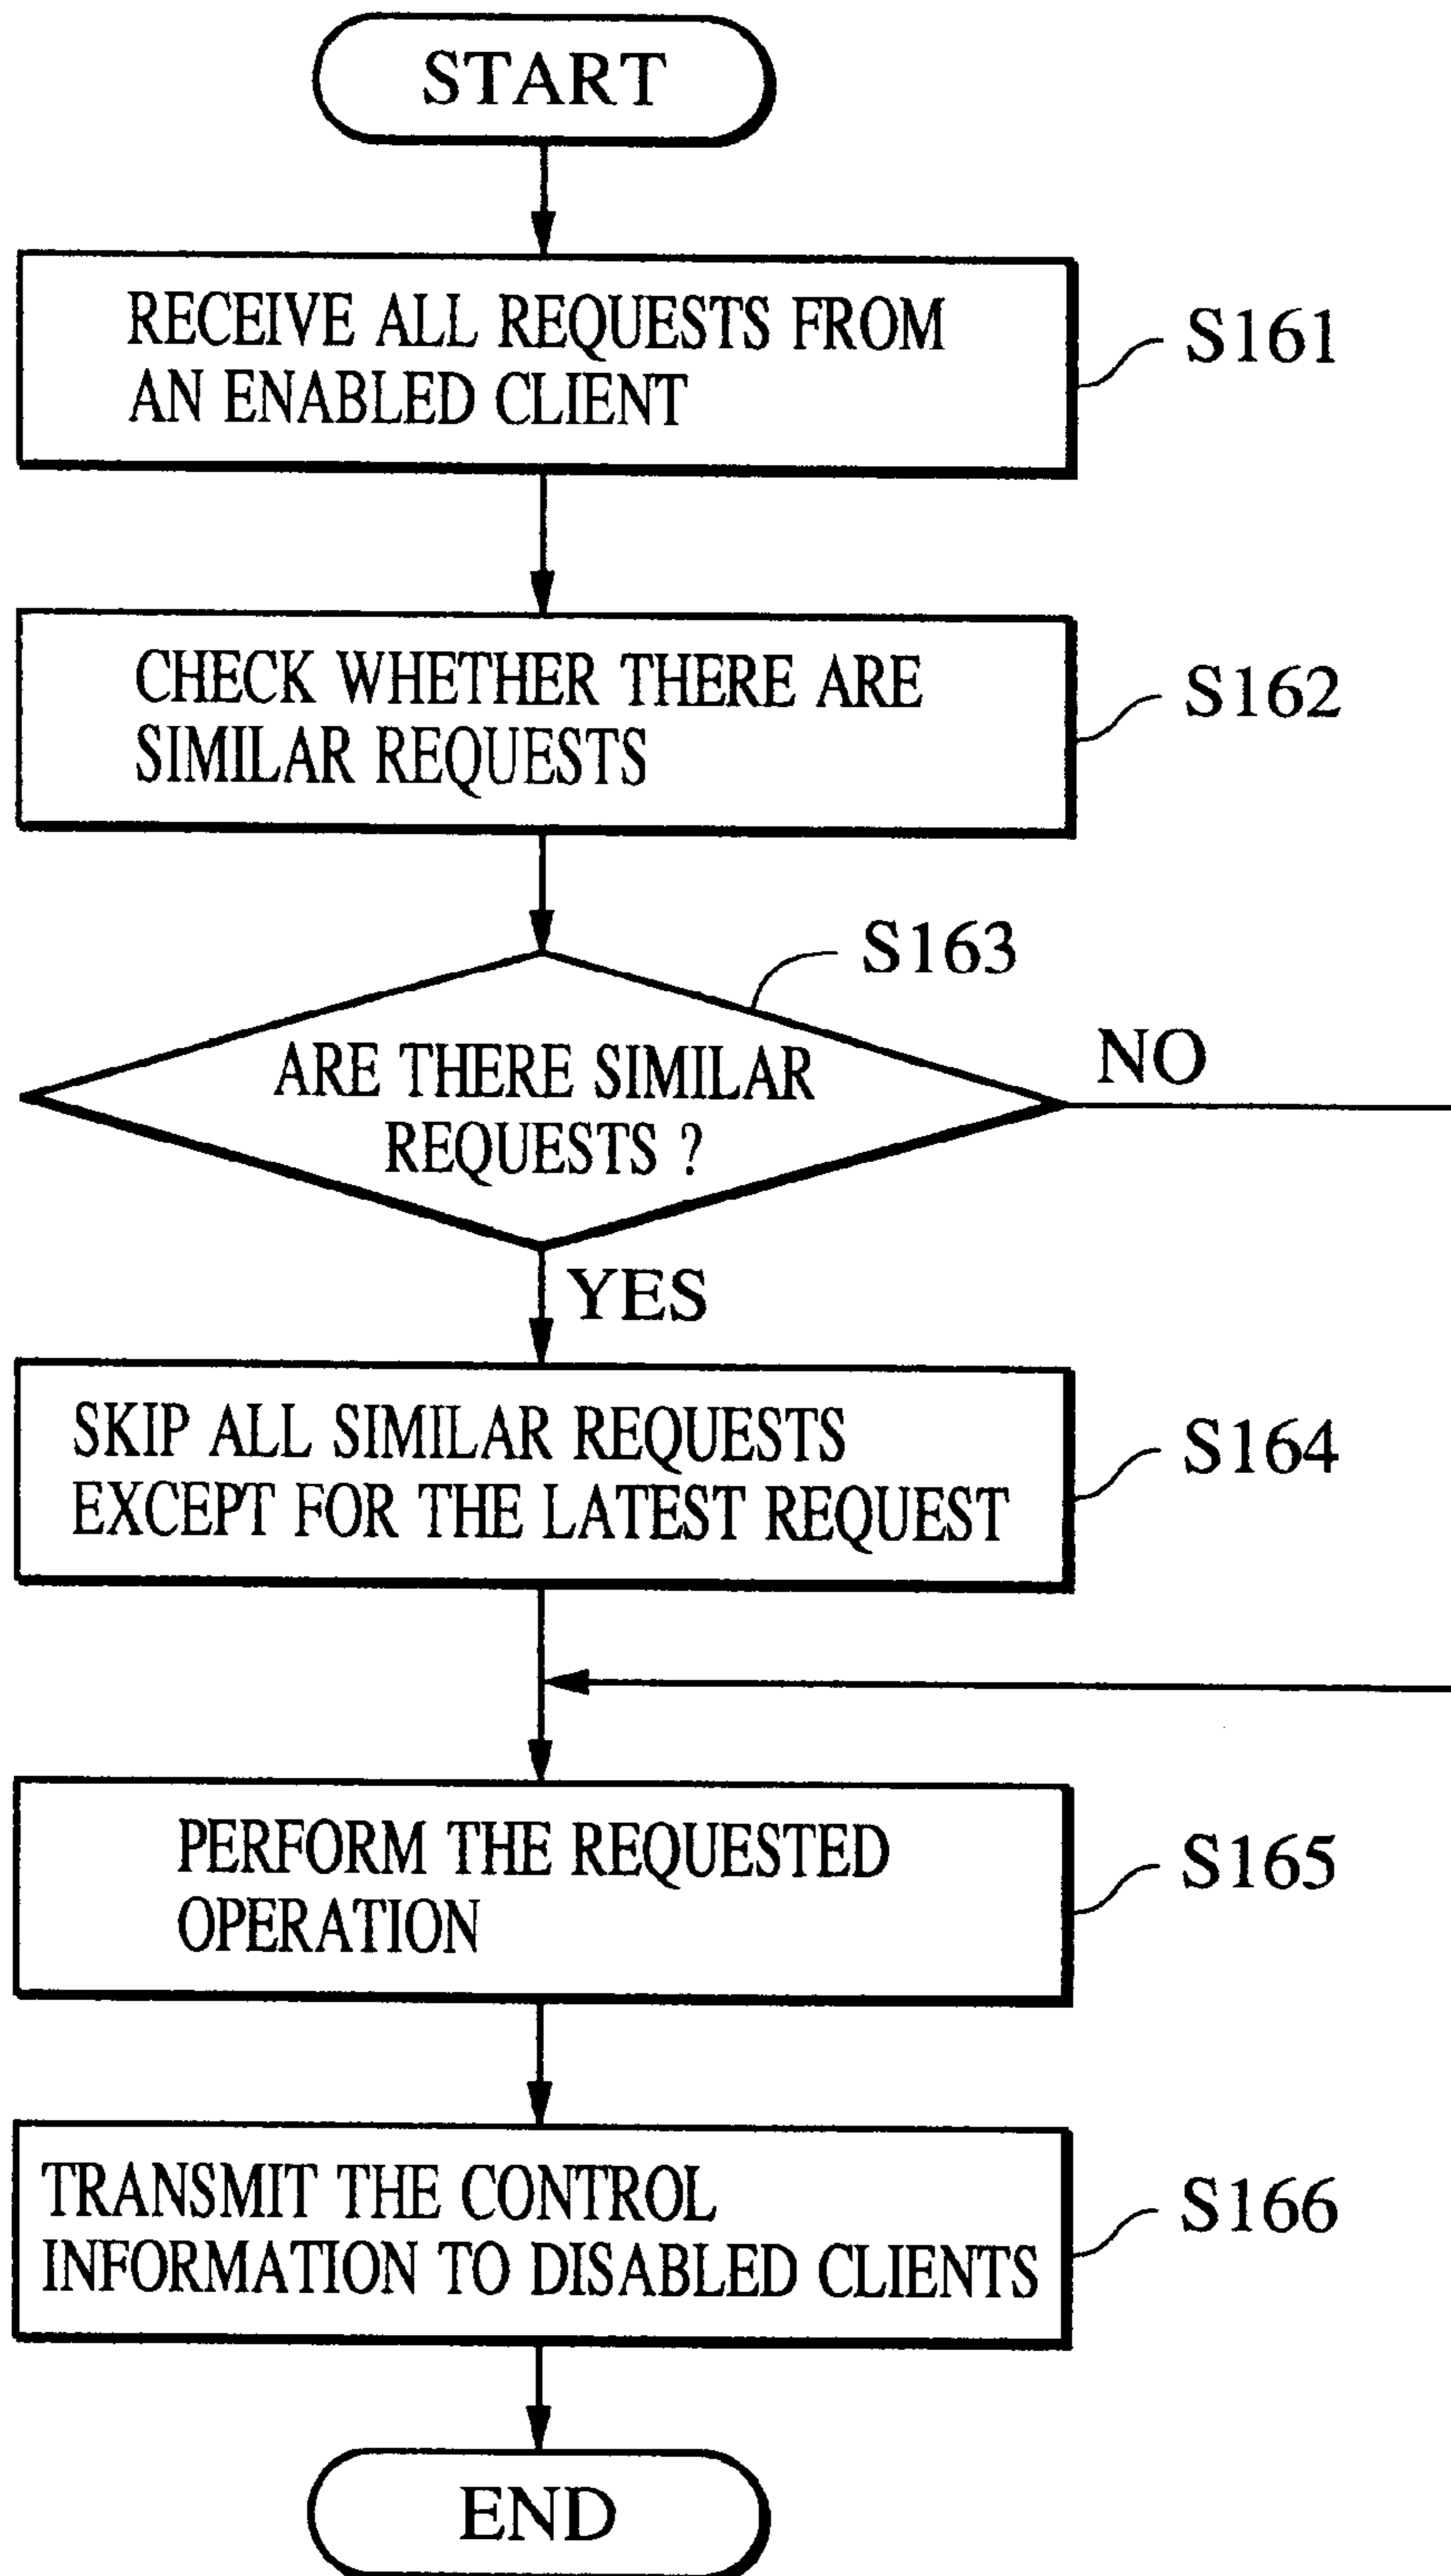 START
RECEIVE ALL REQUESTS FROM
AN ENABLED CLIENT
S161
CHECK WHETHER THERE ARE
SIMILAR REQUESTS
S162
S163
ARE THERE SIMILAR
REQUESTS ?
NO
YES
SKIP ALL SIMILAR REQUESTS
EXCEPT FOR THE LATEST REQUEST
S164
PERFORM THE REQUESTED
OPERATION
S165
TRANSMIT THE CONTROL
INFORMATION TO DISABLED CLIENTS
S166
END